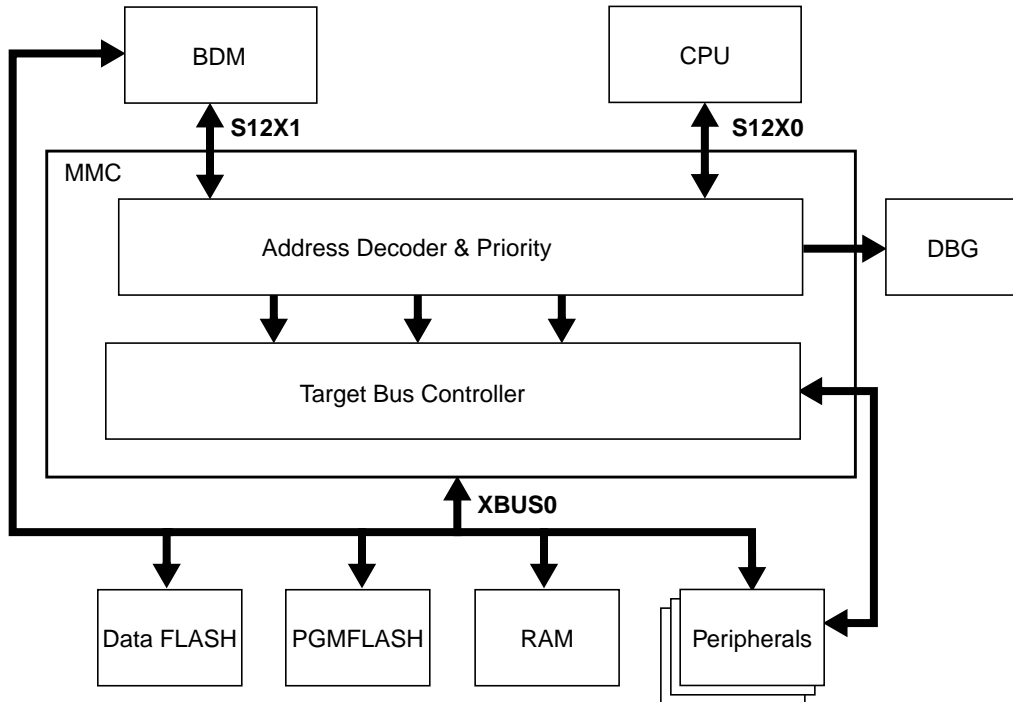 BDM
CPU
S12X1
S12X0
MMC
Address Decoder & Priority
DBG
Target Bus Controller
XBUS0
Data FLASH
PGMFLASH
RAM
Peripherals